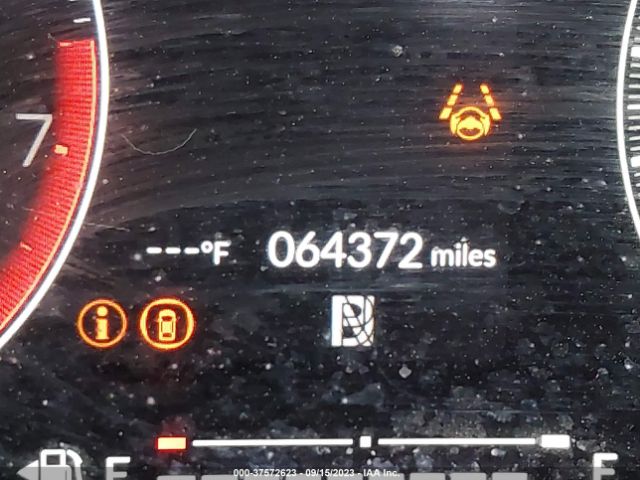 7
---°F 064372 miles
i
P
E F
000-37572623 - 09/15/2023 - IAA Inc.